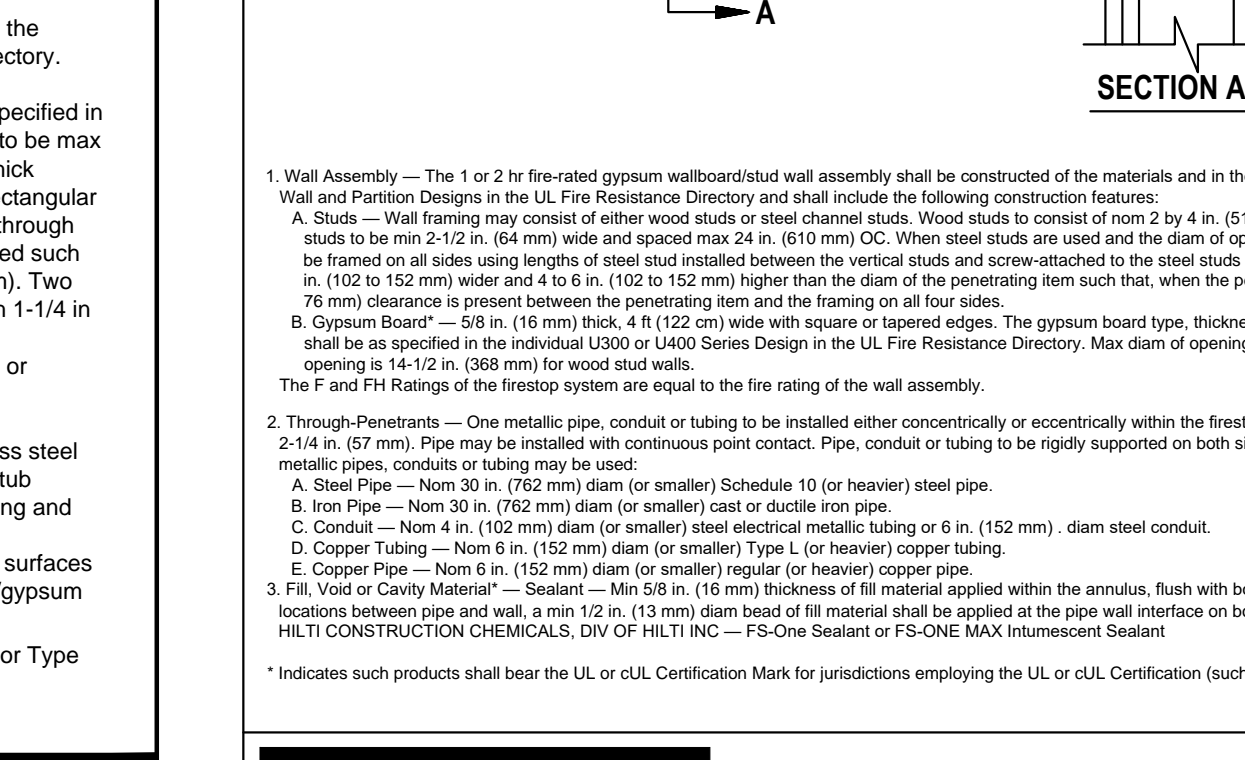 the
ectory.
pecified in
to be max
hick
ectangular
through
ed such
n). Two
n 1-1/4 in
or
ss steel
tub
ng and
surfaces
/gypsum
or Type
A
SECTION A
1. Wall Assembly — The 1 or 2 hr fire-rated gypsum wallboard/stud wall assembly shall be constructed of the materials and in the
Wall and Partition Designs in the UL Fire Resistance Directory and shall include the following construction features:
A. Studs — Wall framing may consist of either wood studs or steel channel studs. Wood studs to consist of nom 2 by 4 in. (51
studs to be min 2-1/2 in. (64 mm) wide and spaced max 24 in. (610 mm) OC. When steel studs are used and the diam of op
be framed on all sides using lengths of steel stud installed between the vertical studs and screw-attached to the steel studs
in. (102 to 152 mm) wider and 4 to 6 in. (102 to 152 mm) higher than the diam of the penetrating item such that, when the p
76 mm) clearance is present between the penetrating item and the framing on all four sides.
B. Gypsum Board* — 5/8 in. (16 mm) thick, 4 ft (122 cm) wide with square or tapered edges. The gypsum board type, thickne
shall be as specified in the individual U300 or U400 Series Design in the UL Fire Resistance Directory. Max diam of opening
opening is 14-1/2 in. (368 mm) for wood stud walls.
The F and FH Ratings of the firestop system are equal to the fire rating of the wall assembly.
2. Through-Penetrants — One metallic pipe, conduit or tubing to be installed either concentrically or eccentrically within the firest
2-1/4 in. (57 mm). Pipe may be installed with continuous point contact. Pipe, conduit or tubing to be rigidly supported on both si
metallic pipes, conduits or tubing may be used:
A. Steel Pipe — Nom 30 in. (762 mm) diam (or smaller) Schedule 10 (or heavier) steel pipe.
B. Iron Pipe — Nom 30 in. (762 mm) diam (or smaller) cast or ductile iron pipe.
C. Conduit — Nom 4 in. (102 mm) diam (or smaller) steel electrical metallic tubing or 6 in. (152 mm) . diam steel conduit.
D. Copper Tubing — Nom 6 in. (152 mm) diam (or smaller) Type L (or heavier) copper tubing.
E. Copper Pipe — Nom 6 in. (152 mm) diam (or smaller) regular (or heavier) copper pipe.
3. Fill, Void or Cavity Material* — Sealant — Min 5/8 in. (16 mm) thickness of fill material applied within the annulus, flush with bo
locations between pipe and wall, a min 1/2 in. (13 mm) diam bead of fill material shall be applied at the pipe wall interface on bo
HILTI CONSTRUCTION CHEMICALS, DIV OF HILTI INC — FS-One Sealant or FS-ONE MAX Intumescent Sealant
* Indicates such products shall bear the UL or cUL Certification Mark for jurisdictions employing the UL or cUL Certification (such